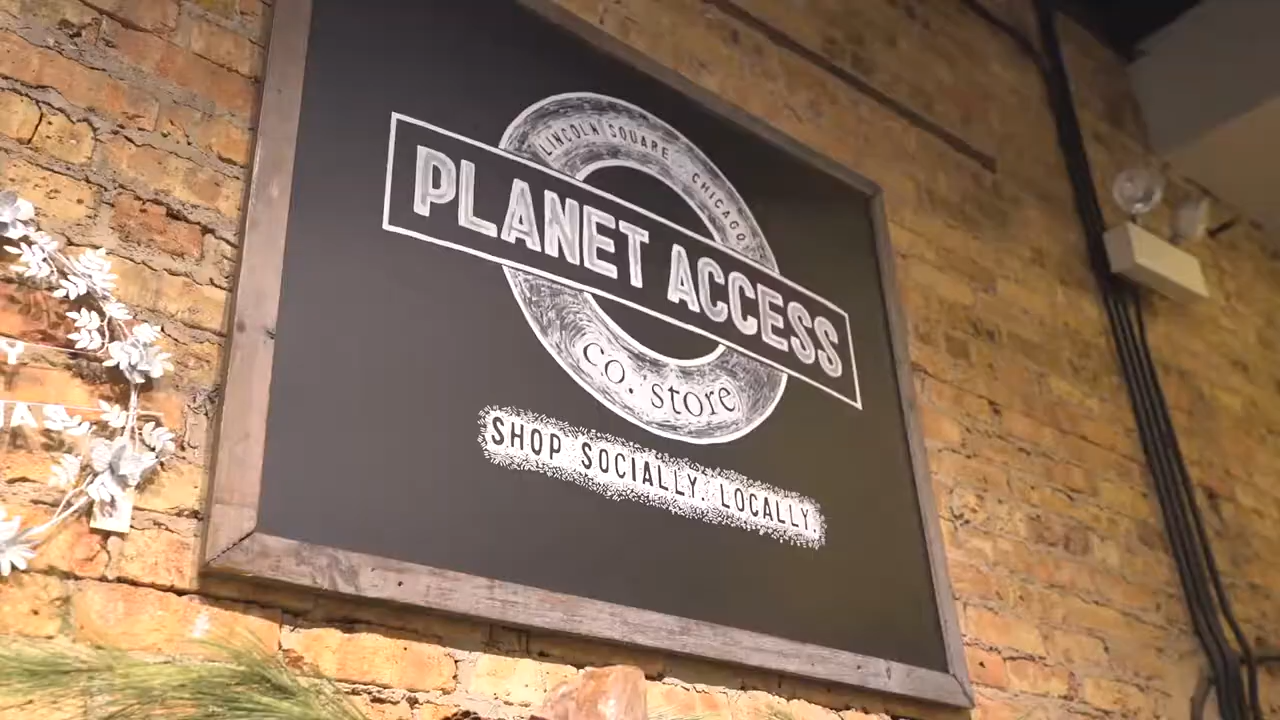 LINCOLN SQUARE CHICAGO
PLANET ACCESS
co. store
SHOP SOCIALLY. LOCALLY.